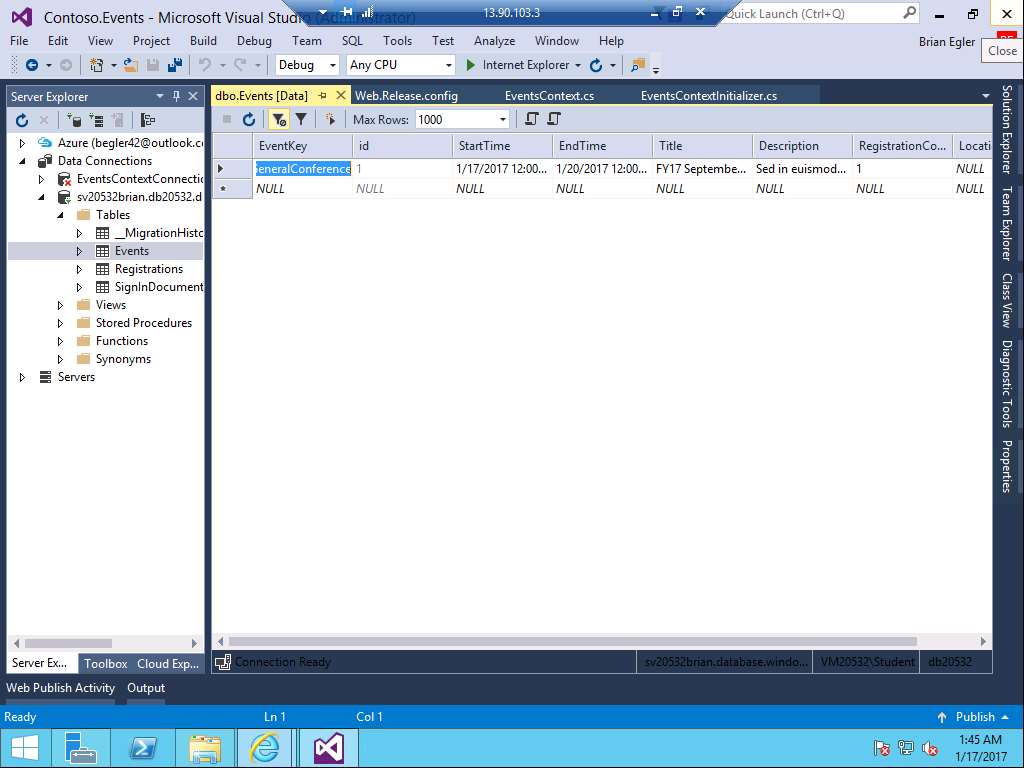 Contoso.Events - Microsoft Visual Studio (Administrator)
13.90.103.3
Quick Launch (Ctrl+Q)
File Edit View Project Build Debug Team SQL Tools Test Analyze Window Help
Brian Egler
BE
Close
Debug Any CPU Internet Explorer
Server Explorer
dbo.Events [Data] Web.Release.config EventsContext.cs EventsContextInitializer.cs
Max Rows: 1000
Azure (begler42@outlook.c
Data Connections
EventsContextConnectio
sv20532brian.db20532.d
Tables
__MigrationHisto
Events
Registrations
SignInDocument
Views
Stored Procedures
Functions
Synonyms
Servers
EventKey id StartTime EndTime Title Description RegistrationCo... Locati
GeneralConference 1 1/17/2017 12:00... 1/20/2017 12:00... FY17 Septembe... Sed in euismod... 1 NULL
NULL NULL NULL NULL NULL NULL NULL NULL
Solution Explorer
Team Explorer
Class View
Diagnostic Tools
Properties
Connection Ready sv20532brian.database.windo... VM20532\Student db20532
Server Ex... Toolbox Cloud Exp...
Web Publish Activity Output
Ready Ln 1 Col 1 Publish
1:45 AM
1/17/2017